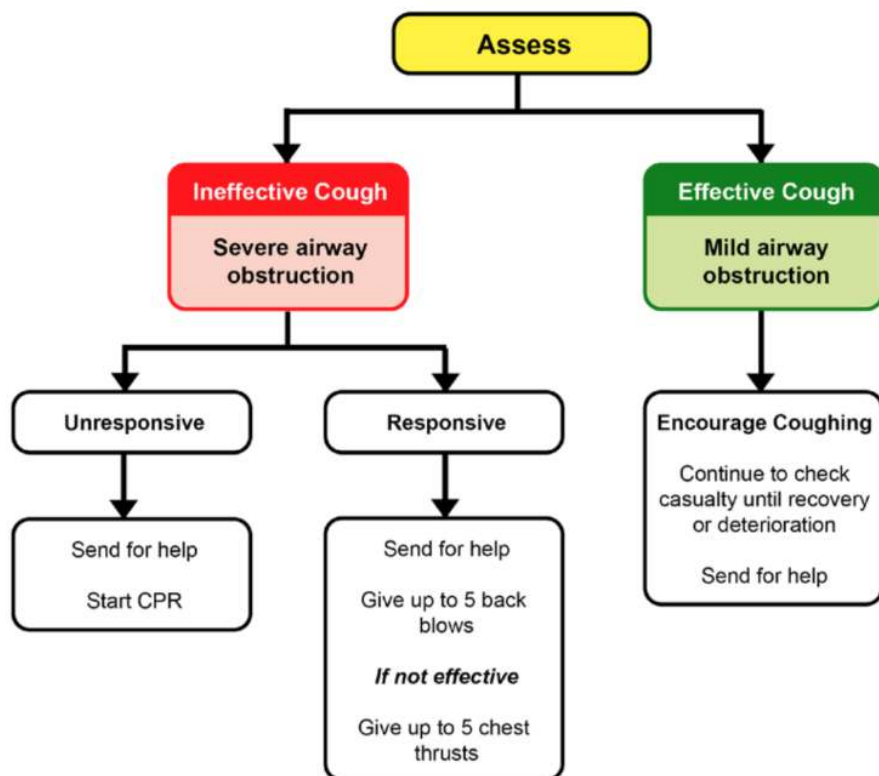 Assess
Ineffective Cough
Severe airway
obstruction
Effective Cough
Mild airway
obstruction
Unresponsive
Send for help
Start CPR
Responsive
Send for help
Give up to 5 back
blows
If not effective
Give up to 5 chest
thrusts
Encourage Coughing
Continue to check
casualty until recovery
or deterioration
Send for help